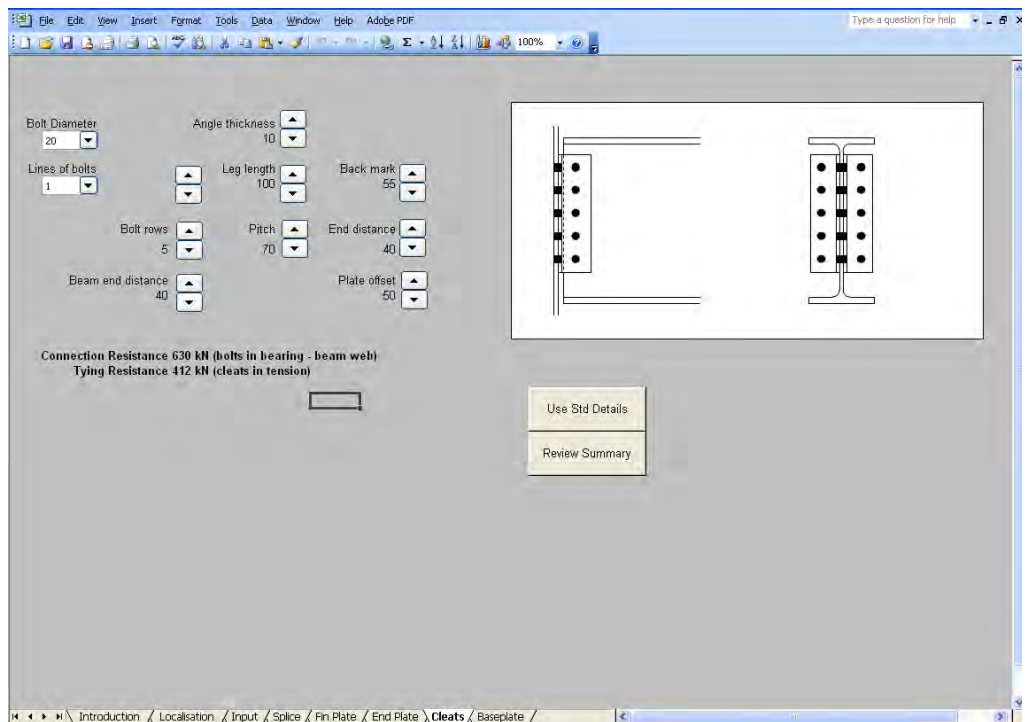 File Edit View Insert Format Tools Data Window Help Adobe PDF Type a question for help
Σ 100%
Bolt Diameter Angle thickness
20 10
Lines of bolts Leg length Back mark
1 100 55
Bolt rows Pitch End distance
5 70 40
Beam end distance Plate offset
40 50
Connection Resistance 630 kN (bolts in bearing - beam web)
Tying Resistance 412 kN (cleats in tension)
Use Std Details
Review Summary
Introduction / Localisation / Input / Splice / Fin Plate / End Plate \ Cleats / Baseplate /